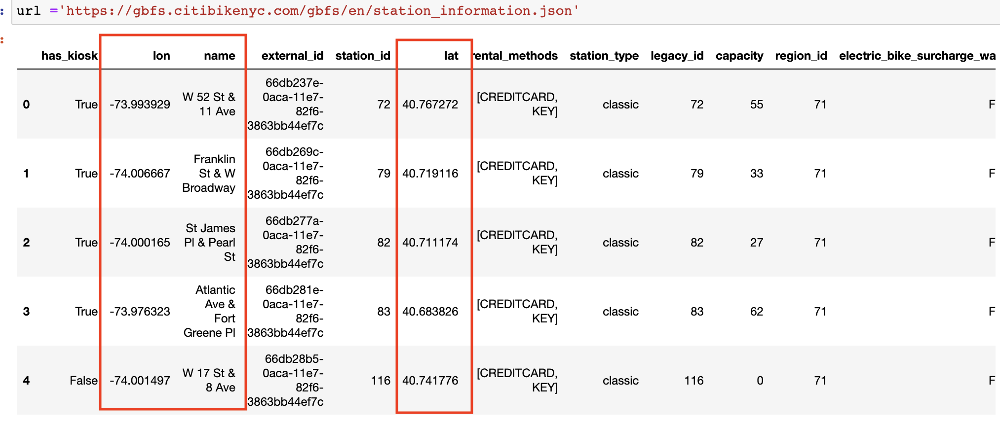 : url ='https://gbfs.citibikenyc.com/gbfs/en/station_information.json'
:
has_kiosk lon name external_id station_id lat rental_methods station_type legacy_id capacity region_id electric_bike_surcharge_wa
0 True -73.993929 W 52 St & 11 Ave 66db237e-0aca-11e7-82f6-3863bb44ef7c 72 40.767272 [CREDITCARD, KEY] classic 72 55 71 F
1 True -74.006667 Franklin St & W Broadway 66db269c-0aca-11e7-82f6-3863bb44ef7c 79 40.719116 [CREDITCARD, KEY] classic 79 33 71 F
2 True -74.000165 St James Pl & Pearl St 66db277a-0aca-11e7-82f6-3863bb44ef7c 82 40.711174 [CREDITCARD, KEY] classic 82 27 71 F
3 True -73.976323 Atlantic Ave & Fort Greene Pl 66db281e-0aca-11e7-82f6-3863bb44ef7c 83 40.683826 [CREDITCARD, KEY] classic 83 62 71 F
4 False -74.001497 W 17 St & 8 Ave 66db28b5-0aca-11e7-82f6-3863bb44ef7c 116 40.741776 [CREDITCARD, KEY] classic 116 0 71 F